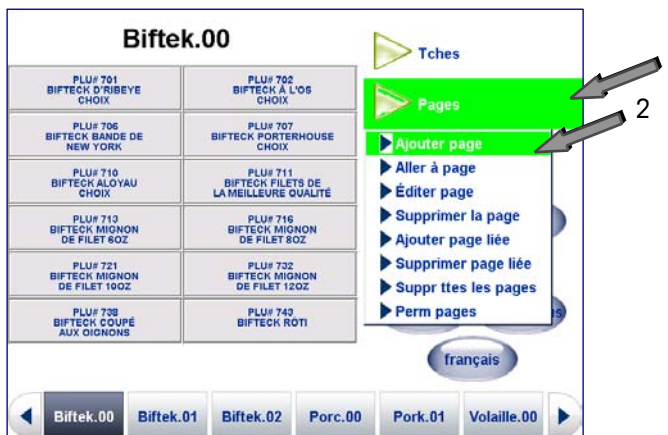 Biftek.00
PLU# 701
BIFTECK D'RIBEYE
CHOIX
PLU# 702
BIFTECK À L'OS
CHOIX
PLU# 706
BIFTECK BANDE DE
NEW YORK
PLU# 707
BIFTECK PORTERHOUSE
CHOIX
PLU# 710
BIFTECK ALOYAU
CHOIX
PLU# 711
BIFTECK FILETS DE
LA MEILLEURE QUALITÉ
PLU# 713
BIFTECK MIGNON
DE FILET 6OZ
PLU# 716
BIFTECK MIGNON
DE FILET 8OZ
PLU# 721
BIFTECK MIGNON
DE FILET 10OZ
PLU# 732
BIFTECK MIGNON
DE FILET 12OZ
PLU# 738
BIFTECK COUPÉ
AUX OIGNONS
PLU# 743
BIFTECK RÔTI
Tches
Pages
2
Ajouter page
Aller à page
Éditer page
Supprimer la page
Ajouter page liée
Supprimer page liée
Suppr ttes les pages
Perm pages
français
Biftek.00
Biftek.01
Biftek.02
Porc.00
Pork.01
Volaille.00